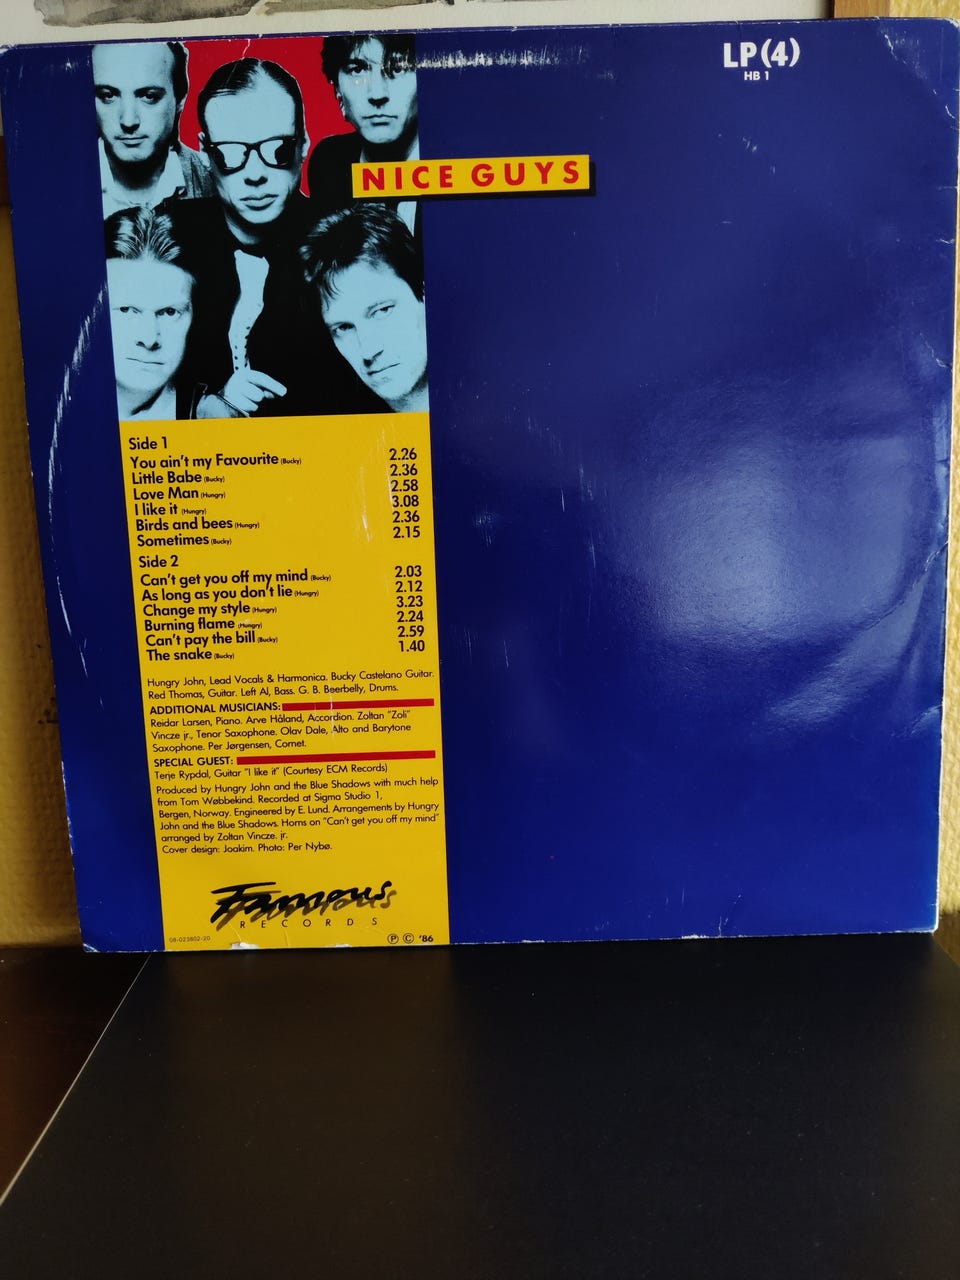 LP(4)
HB 1
NICE GUYS
Side 1
You ain't my Favourite (Bucky) 2.26
Little Babe (Bucky) 2.36
Love Man (Hungry) 2.58
I like it (Hungry) 3.08
Birds and bees (Hungry) 2.36
Sometimes (Bucky) 2.15
Side 2
Can't get you off my mind (Bucky) 2.03
As long as you don't lie (Hungry) 2.12
Change my style (Hungry) 3.23
Burning flame (Hungry) 2.24
Can't pay the bill (Bucky) 2.59
The snake (Bucky) 1.40
Hungry John, Lead Vocals & Harmonica. Bucky Castelano Guitar.
Red Thomas, Guitar. Left Al, Bass. G. B. Beerbelly, Drums.
ADDITIONAL MUSICIANS:
Reidar Larsen, Piano. Arve Håland, Accordion. Zoltan "Zoli"
Vincze jr., Tenor Saxophone. Olav Dale, Alto and Barytone
Saxophone. Per Jørgensen, Cornet.
SPECIAL GUEST:
Terje Rypdal, Guitar "I like it" (Courtesy ECM Records)
Produced by Hungry John and the Blue Shadows with much help
from Tom Wøbbekind. Recorded at Sigma Studio 1,
Bergen, Norway. Engineered by E. Lund. Arrangements by Hungry
John and the Blue Shadows. Horns on "Can't get you off my mind"
arranged by Zoltan Vincze. jr.
Cover design: Joakim. Photo: Per Nybø.
Famous
RECORDS
08-023802-20 ℗ © '86